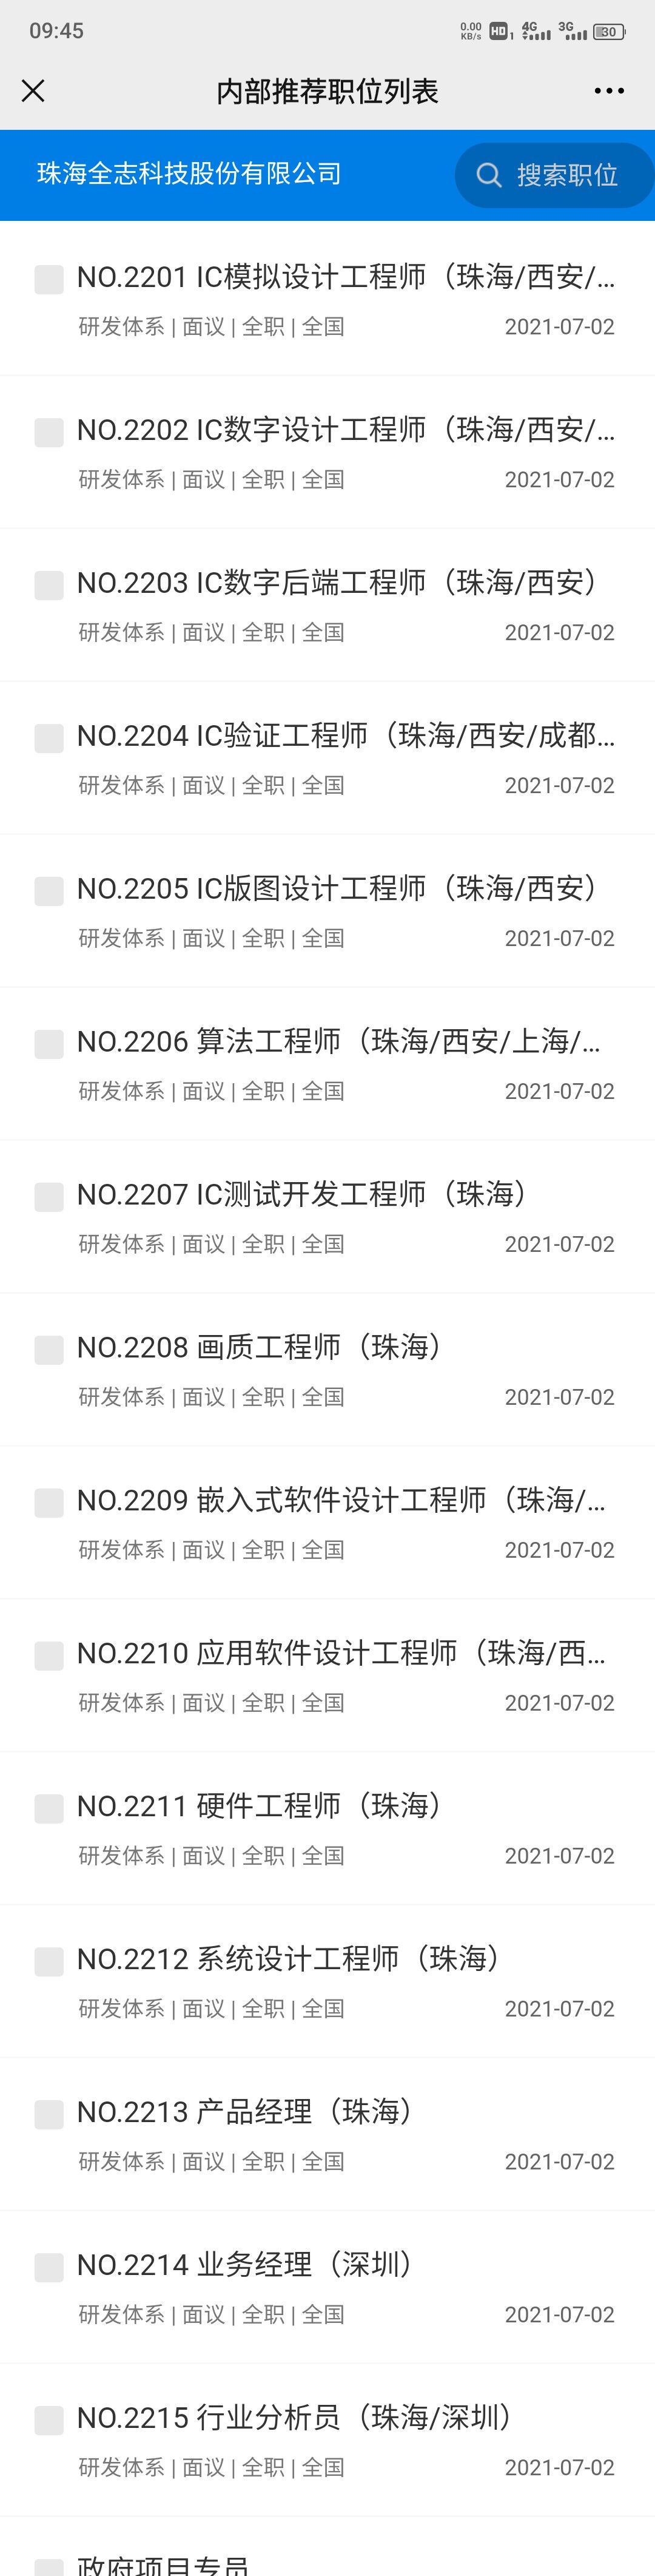 09:45
0.00 KB/s HD 1 4G 3G 30
内部推荐职位列表
珠海全志科技股份有限公司 搜索职位
NO.2201 IC模拟设计工程师（珠海/西安/...
研发体系 | 面议 | 全职 | 全国 2021-07-02
NO.2202 IC数字设计工程师（珠海/西安/...
研发体系 | 面议 | 全职 | 全国 2021-07-02
NO.2203 IC数字后端工程师（珠海/西安）
研发体系 | 面议 | 全职 | 全国 2021-07-02
NO.2204 IC验证工程师（珠海/西安/成都...
研发体系 | 面议 | 全职 | 全国 2021-07-02
NO.2205 IC版图设计工程师（珠海/西安）
研发体系 | 面议 | 全职 | 全国 2021-07-02
NO.2206 算法工程师（珠海/西安/上海/...
研发体系 | 面议 | 全职 | 全国 2021-07-02
NO.2207 IC测试开发工程师（珠海）
研发体系 | 面议 | 全职 | 全国 2021-07-02
NO.2208 画质工程师（珠海）
研发体系 | 面议 | 全职 | 全国 2021-07-02
NO.2209 嵌入式软件设计工程师（珠海/...
研发体系 | 面议 | 全职 | 全国 2021-07-02
NO.2210 应用软件设计工程师（珠海/西...
研发体系 | 面议 | 全职 | 全国 2021-07-02
NO.2211 硬件工程师（珠海）
研发体系 | 面议 | 全职 | 全国 2021-07-02
NO.2212 系统设计工程师（珠海）
研发体系 | 面议 | 全职 | 全国 2021-07-02
NO.2213 产品经理（珠海）
研发体系 | 面议 | 全职 | 全国 2021-07-02
NO.2214 业务经理（深圳）
研发体系 | 面议 | 全职 | 全国 2021-07-02
NO.2215 行业分析员（珠海/深圳）
研发体系 | 面议 | 全职 | 全国 2021-07-02
政府项目专员